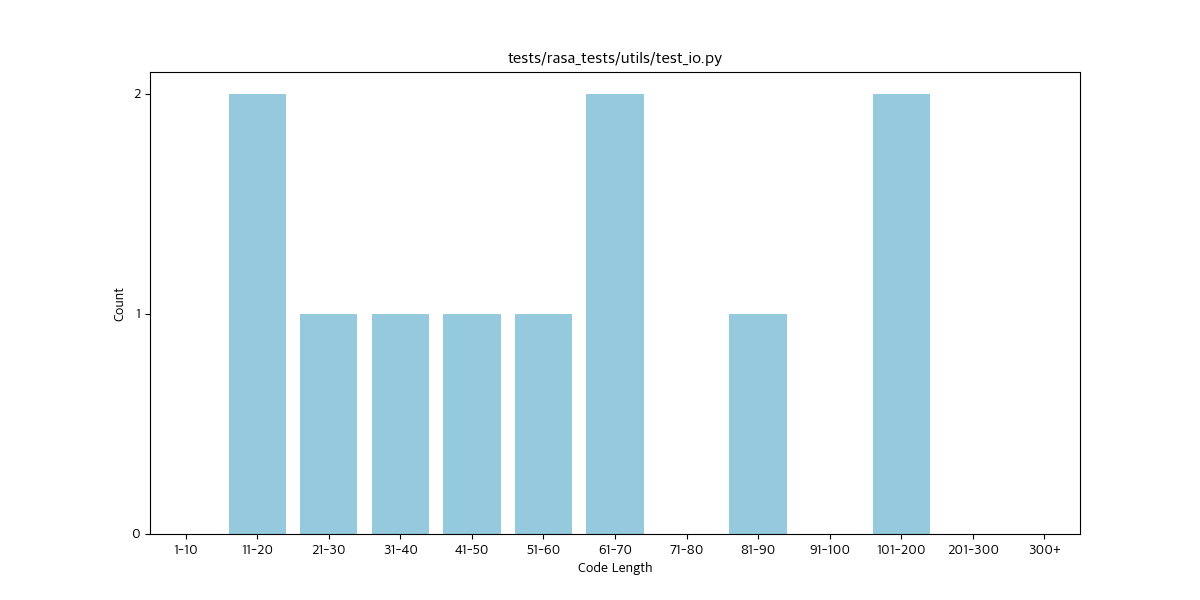 tests/rasa_tests/utils/test_io.py
2
1
0
Count
1-10 11-20 21-30 31-40 41-50 51-60 61-70 71-80 81-90 91-100 101-200 201-300 300+
Code Length